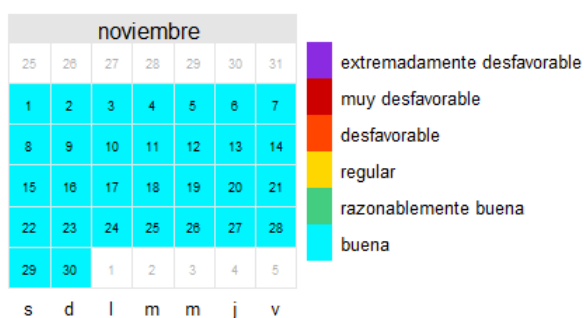 noviembre
25 26 27 28 29 30 31
1 2 3 4 5 6 7
8 9 10 11 12 13 14
15 16 17 18 19 20 21
22 23 24 25 26 27 28
29 30 1 2 3 4 5
s d l m m j v
extremadamente desfavorable
muy desfavorable
desfavorable
regular
razonablemente buena
buena